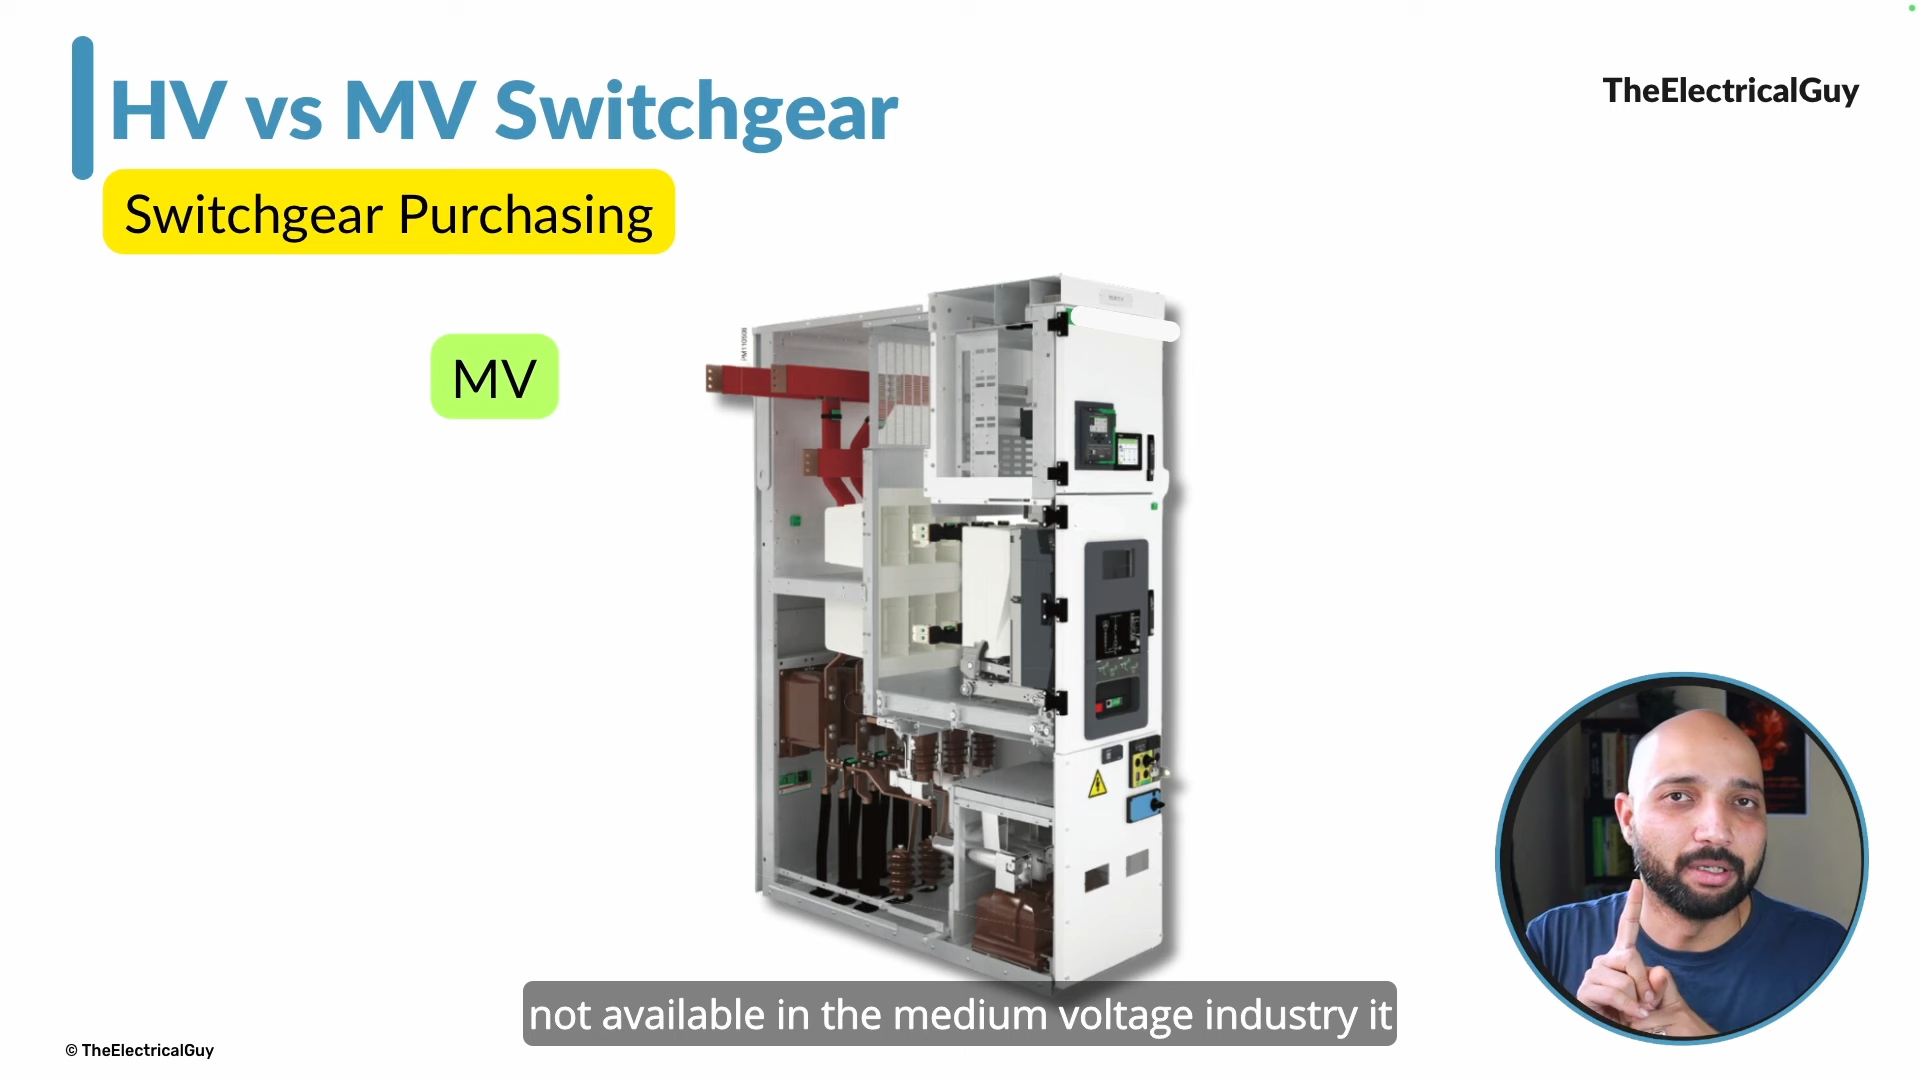 HV vs MV Switchgear
TheElectricalGuy
Switchgear Purchasing
MV
not available in the medium voltage industry it
© TheElectricalGuy